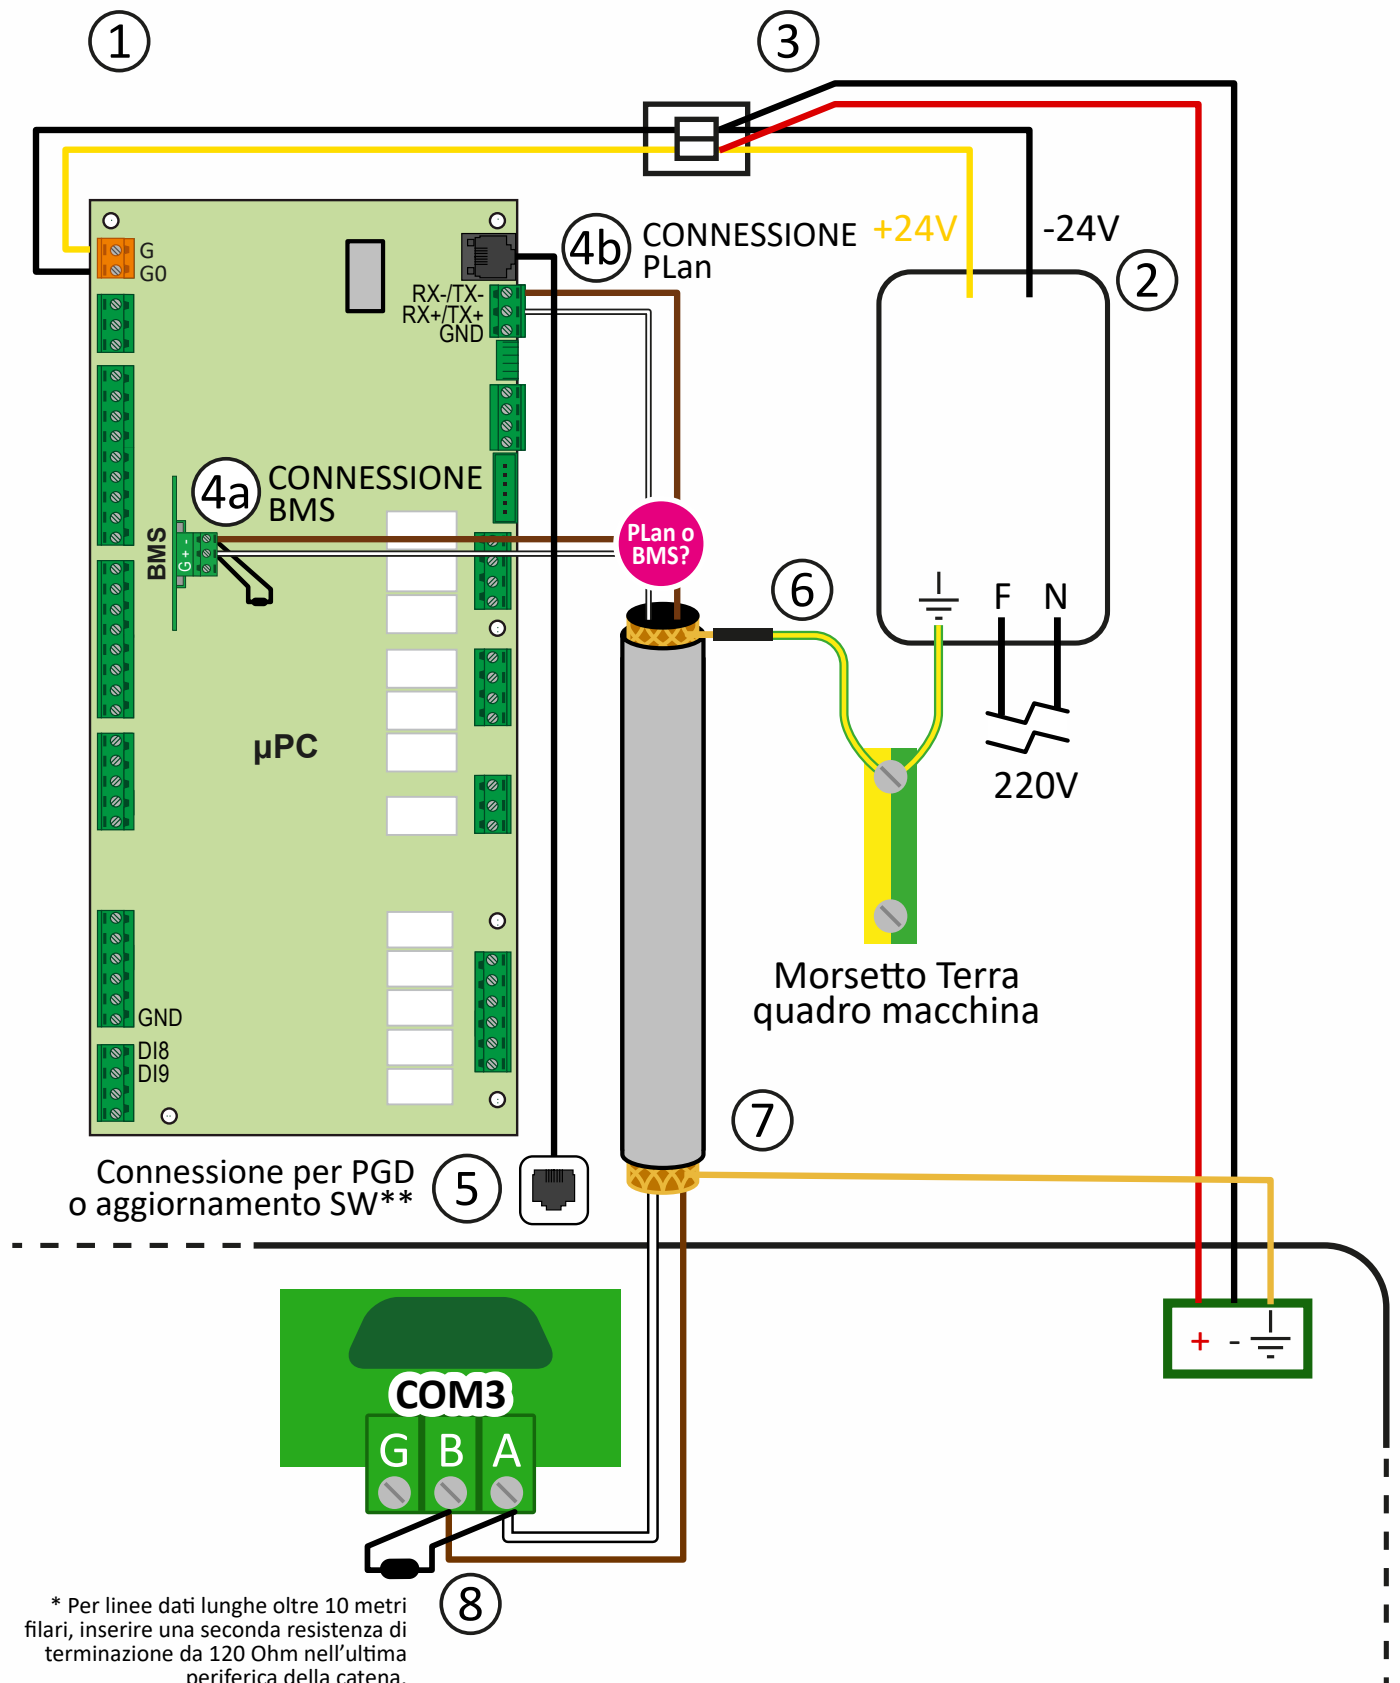 1
3
4b
CONNESSIONE
PLan
+24V
-24V
2
G
G0
RX-/TX-
RX+/TX+
GND
4a
CONNESSIONE
BMS
BMS
G + -
PLan o
BMS?
6
F N
220V
µPC
Morsetto Terra
quadro macchina
GND
DI8
DI9
7
Connessione per PGD
o aggiornamento SW**
5
+ -
COM3
G B A
8
* Per linee dati lunghe oltre 10 metri
filari, inserire una seconda resistenza di
terminazione da 120 Ohm nell'ultima
periferica della catena.